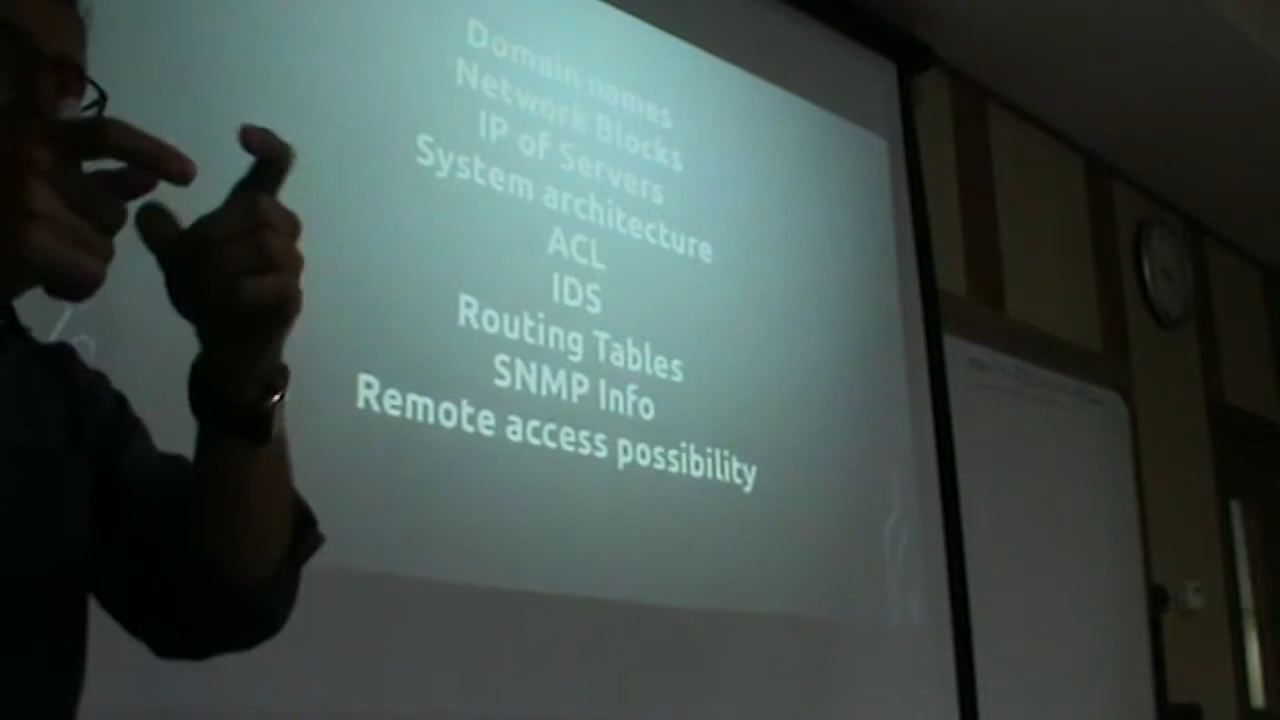 Domain names
Network Blocks
IP of Servers
System architecture
ACL
IDS
Routing Tables
SNMP Info
Remote access possibility